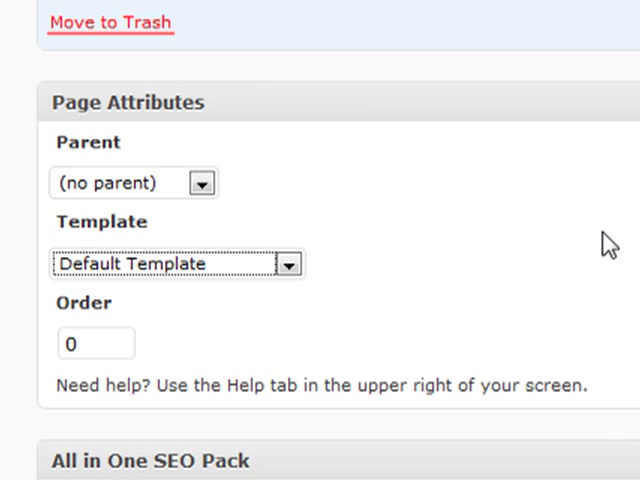 Move to Trash
Page Attributes
Parent
(no parent)
Template
Default Template
Order
0
Need help? Use the Help tab in the upper right of your screen.
All in One SEO Pack